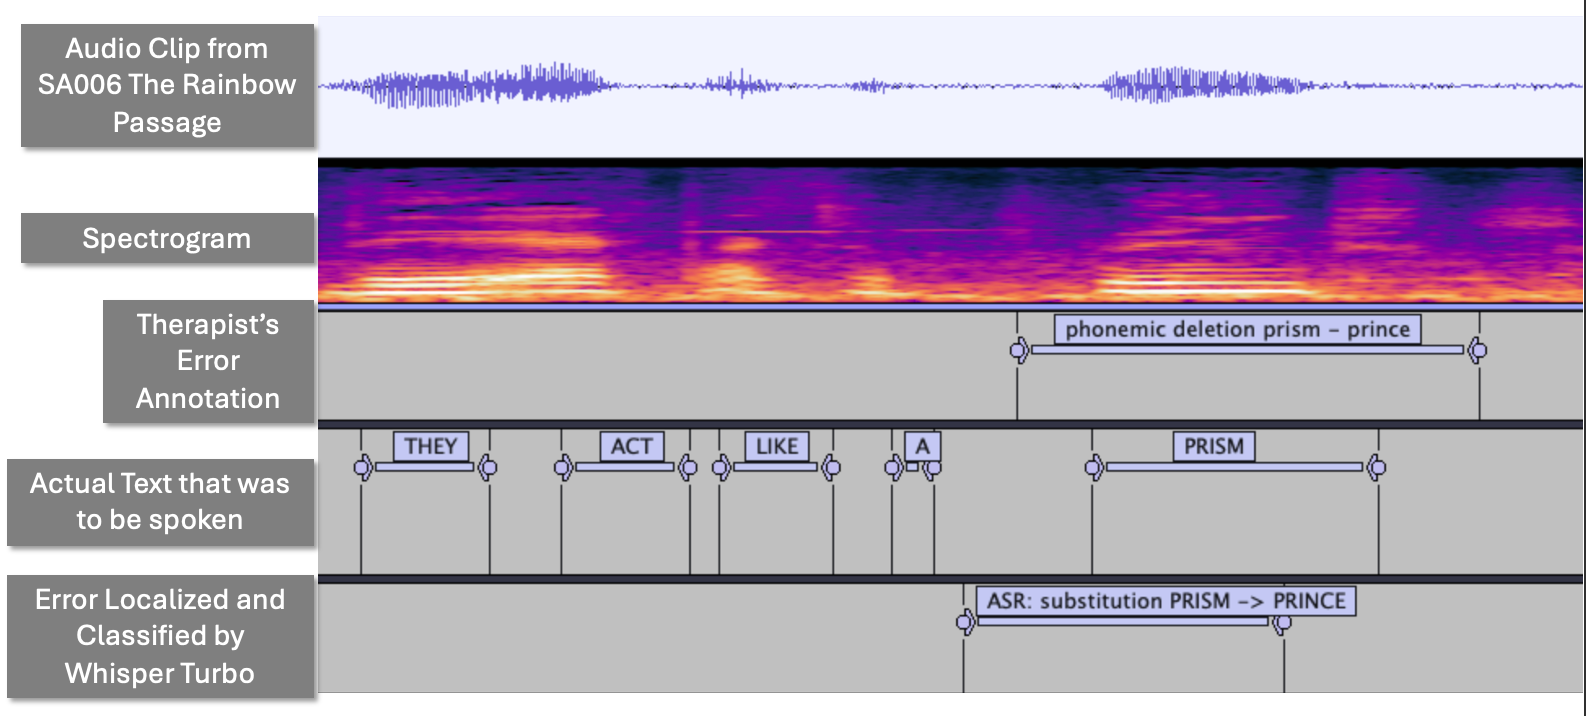 Audio Clip from
SA006 The Rainbow
Passage
Spectrogram
Therapist's
Error
Annotation
phonemic deletion prism - prince
Actual Text that was
to be spoken
THEY ACT LIKE A PRISM
Error Localized and
Classified by
Whisper Turbo
ASR: substitution PRISM -> PRINCE